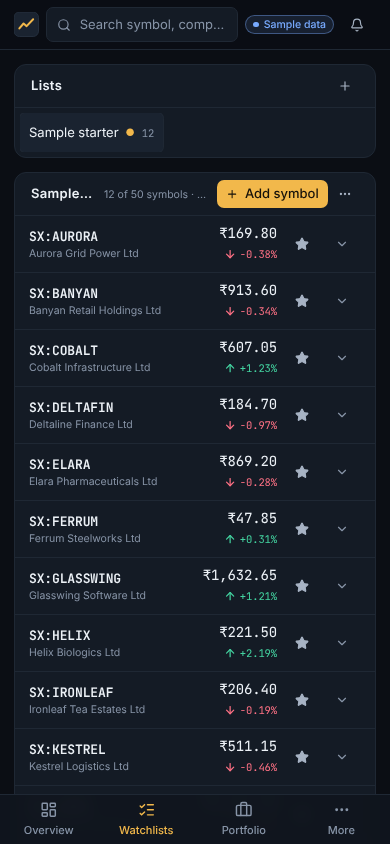 Search symbol, comp...
Sample data
Lists
Sample starter 12
Sample... 12 of 50 symbols · ... + Add symbol
SX:AURORA ₹169.80
Aurora Grid Power Ltd ↓ -0.38%
SX:BANYAN ₹913.60
Banyan Retail Holdings Ltd ↓ -0.34%
SX:COBALT ₹607.05
Cobalt Infrastructure Ltd ↑ +1.23%
SX:DELTAFIN ₹184.70
Deltaline Finance Ltd ↓ -0.97%
SX:ELARA ₹869.20
Elara Pharmaceuticals Ltd ↓ -0.28%
SX:FERRUM ₹47.85
Ferrum Steelworks Ltd ↑ +0.31%
SX:GLASSWING ₹1,632.65
Glasswing Software Ltd ↑ +1.21%
SX:HELIX ₹221.50
Helix Biologics Ltd ↑ +2.19%
SX:IRONLEAF ₹206.40
Ironleaf Tea Estates Ltd ↓ -0.19%
SX:KESTREL ₹511.15
Kestrel Logistics Ltd ↓ -0.46%
Overview Watchlists Portfolio More